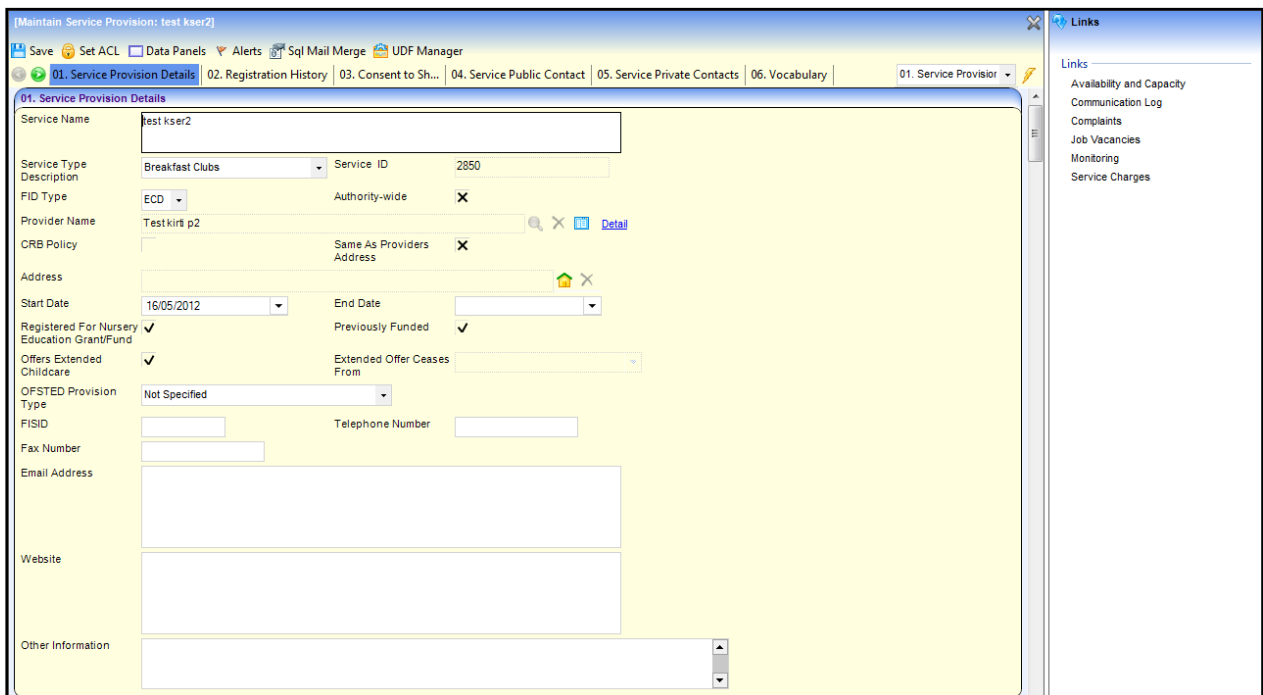 [Maintain Service Provision: test kser2]
Links
Save Set ACL Data Panels Alerts Sql Mail Merge UDF Manager
01. Service Provision Details 02. Registration History 03. Consent to Sh... 04. Service Public Contact 05. Service Private Contacts 06. Vocabulary 01. Service Provisior
Links
Availability and Capacity
Communication Log
Complaints
Job Vacancies
Monitoring
Service Charges
01. Service Provision Details
Service Name test kser2
Service Type Breakfast Clubs Service ID 2850
Description
FID Type ECD Authority-wide
Provider Name Test kirti p2 Detail
CRB Policy Same As Providers
Address
Address
Start Date 16/05/2012 End Date
Registered For Nursery Previously Funded
Education Grant/Fund
Offers Extended Extended Offer Ceases
Childcare From
OFSTED Provision Not Specified
Type
FISID Telephone Number
Fax Number
Email Address
Website
Other Information